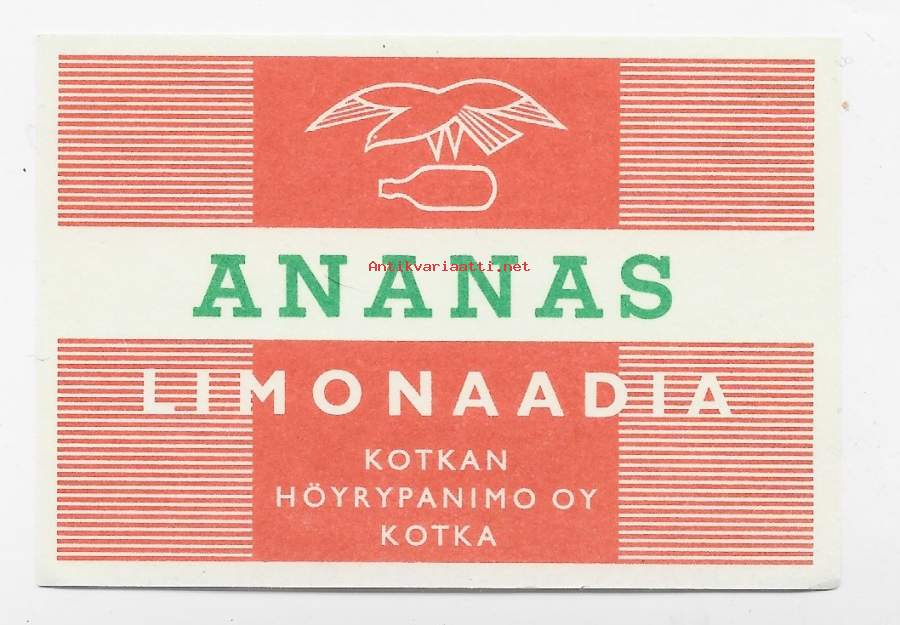 ANANAS
Antikvariaatti.net
LIMONAADIA
KOTKAN
HÖYRYPANIMO OY
KOTKA